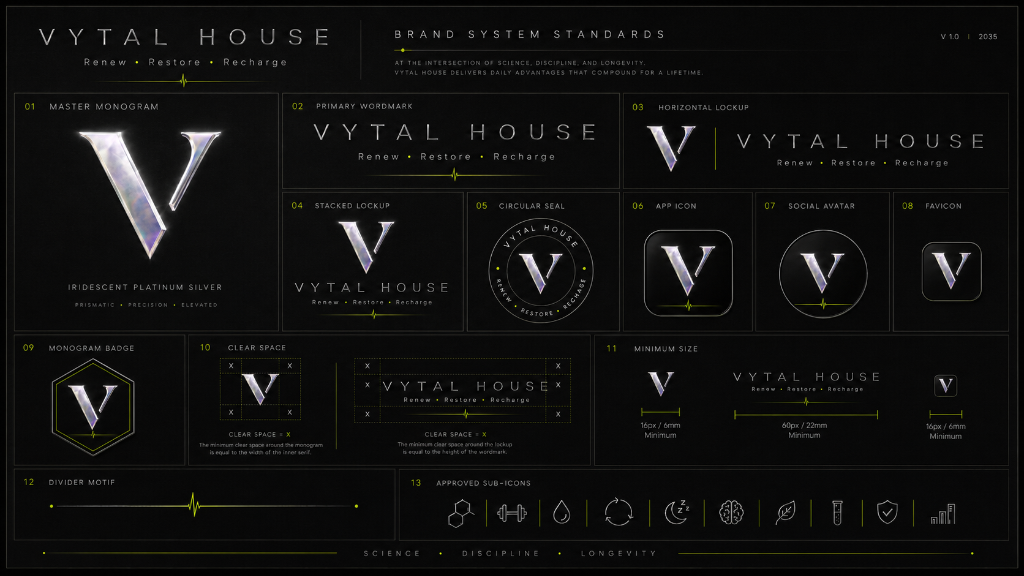 VYTAL HOUSE
Renew • Restore • Recharge
BRAND SYSTEM STANDARDS
AT THE INTERSECTION OF SCIENCE, DISCIPLINE, AND LONGEVITY,
VYTAL HOUSE DELIVERS DAILY ADVANTAGES THAT COMPOUND FOR A LIFETIME.
V 1.0 | 2035
01 MASTER MONOGRAM
V
IRIDESCENT PLATINUM SILVER
PRISMATIC • PRECISION • ELEVATED
02 PRIMARY WORDMARK
VYTAL HOUSE
Renew • Restore • Recharge
03 HORIZONTAL LOCKUP
V
VYTAL HOUSE
Renew • Restore • Recharge
04 STACKED LOCKUP
V
VYTAL HOUSE
Renew • Restore • Recharge
05 CIRCULAR SEAL
VYTAL HOUSE
V
RENEW • RESTORE • RECHAGE
06 APP ICON
V
07 SOCIAL AVATAR
V
08 FAVICON
V
09 MONOGRAM BADGE
V
10 CLEAR SPACE
X X
V
X X
CLEAR SPACE = X
The minimum clear space around the monogram
is equal to the width of the inner serif.
X X
X VYTAL HOUSE X
Renew • Restore • Recharge
X X
CLEAR SPACE = X
The minimum clear space around the lockup
is equal to the height of the wordmark.
11 MINIMUM SIZE
V
16px / 6mm
Minimum
VYTAL HOUSE
Renew • Restore • Recharge
60px / 22mm
Minimum
V
16px / 6mm
Minimum
12 DIVIDER MOTIF
13 APPROVED SUB-ICONS
z z z
SCIENCE • DISCIPLINE • LONGEVITY